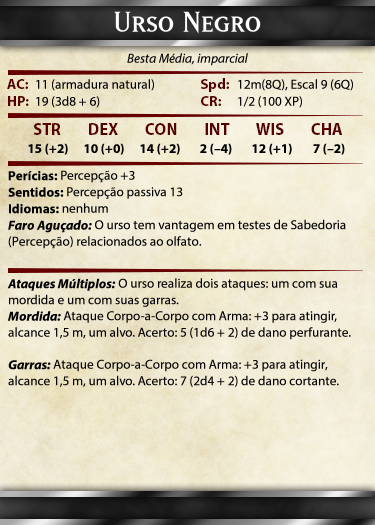 Urso Negro
Besta Média, imparcial
AC: 11 (armadura natural) Spd: 12m(8Q), Escal 9 (6Q)
HP: 19 (3d8 + 6) CR: 1/2 (100 XP)
STR DEX CON INT WIS CHA
15 (+2) 10 (+0) 14 (+2) 2 (–4) 12 (+1) 7 (–2)
Perícias: Percepção +3
Sentidos: Percepção passiva 13
Idiomas: nenhum
Faro Aguçado: O urso tem vantagem em testes de Sabedoria
(Percepção) relacionados ao olfato.
Ataques Múltiplos: O urso realiza dois ataques: um com sua
mordida e um com suas garras.
Mordida: Ataque Corpo-a-Corpo com Arma: +3 para atingir,
alcance 1,5 m, um alvo. Acerto: 5 (1d6 + 2) de dano perfurante.
Garras: Ataque Corpo-a-Corpo com Arma: +3 para atingir,
alcance 1,5 m, um alvo. Acerto: 7 (2d4 + 2) de dano cortante.